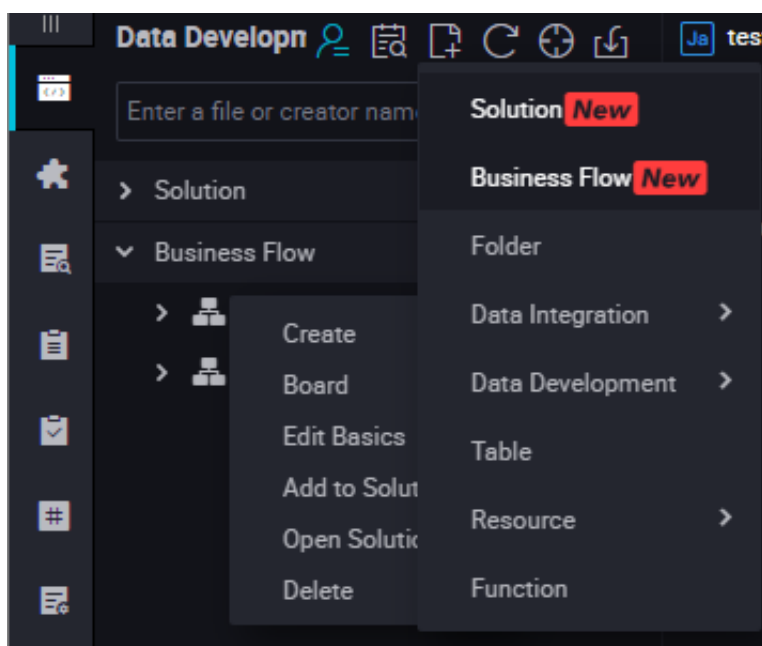 Data Developn
Ja tes
Enter a file or creator nam
Solution New
Business Flow New
Solution
Folder
Business Flow
Data Integration
Create
Board
Data Development
Edit Basics
Table
Add to Solut
Resource
Open Solutio
Delete
Function